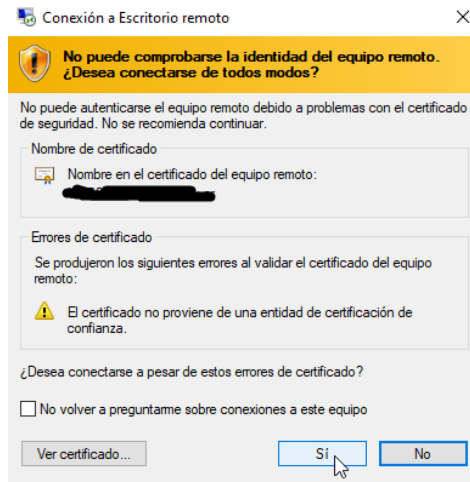 Conexión a Escritorio remoto
No puede comprobarse la identidad del equipo remoto.
¿Desea conectarse de todos modos?
No puede autenticarse el equipo remoto debido a problemas con el certificado
de seguridad. No se recomienda continuar.
Nombre de certificado
Nombre en el certificado del equipo remoto:
Errores de certificado
Se produjeron los siguientes errores al validar el certificado del equipo
remoto:
El certificado no proviene de una entidad de certificación de
confianza.
¿Desea conectarse a pesar de estos errores de certificado?
No volver a preguntarme sobre conexiones a este equipo
Ver certificado...
Sí
No